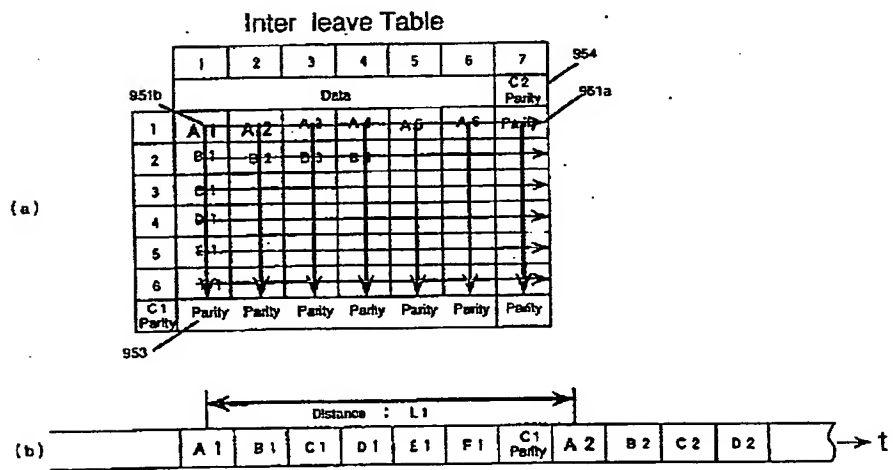 Inter leave Table
1 2 3 4 5 6 7
954
Data
C2 Parity
951b
951a
1 A1 A2 A3 A4 A5 A6 Parity
2 B1 B2 B3
3
4 D1
5 E1
6
(a)
C1 Parity Parity Parity Parity Parity Parity Parity Parity
953
Distance : L1
(b) A1 B1 C1 D1 E1 F1 C1 Parity A2 B2 C2 D2 t